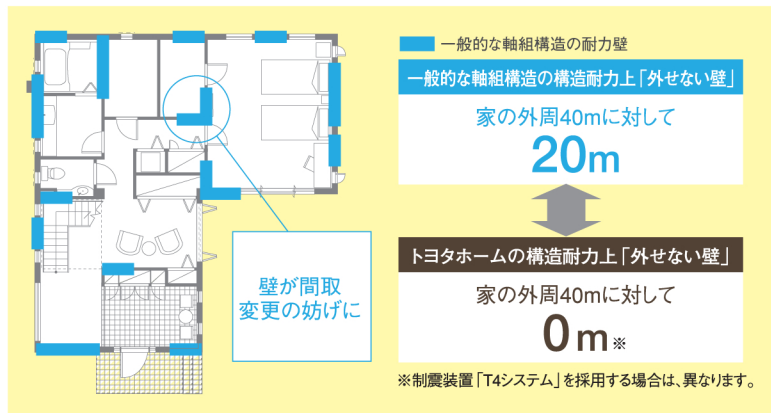 一般的な軸組構造の耐力壁
一般的な軸組構造の構造耐力上「外せない壁」
家の外周40mに対して
20m
壁が間取
変更の妨げに
トヨタホームの構造耐力上「外せない壁」
家の外周40mに対して
0m※
※制震装置「T4システム」を採用する場合は、異なります。